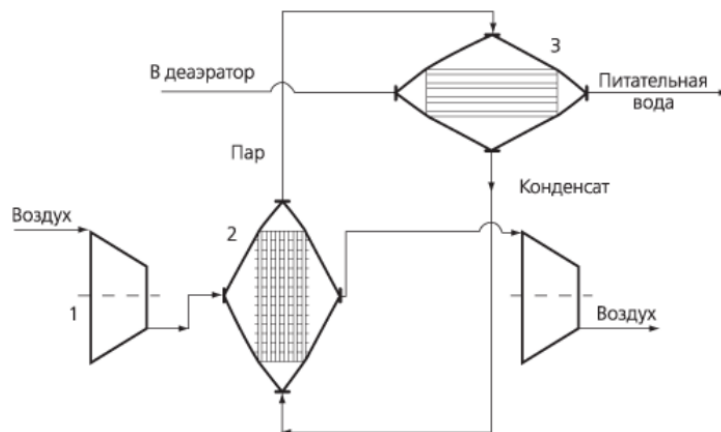 3
В деаэратор
Питательная
вода
Пар
Конденсат
Воздух
2
1
Воздух